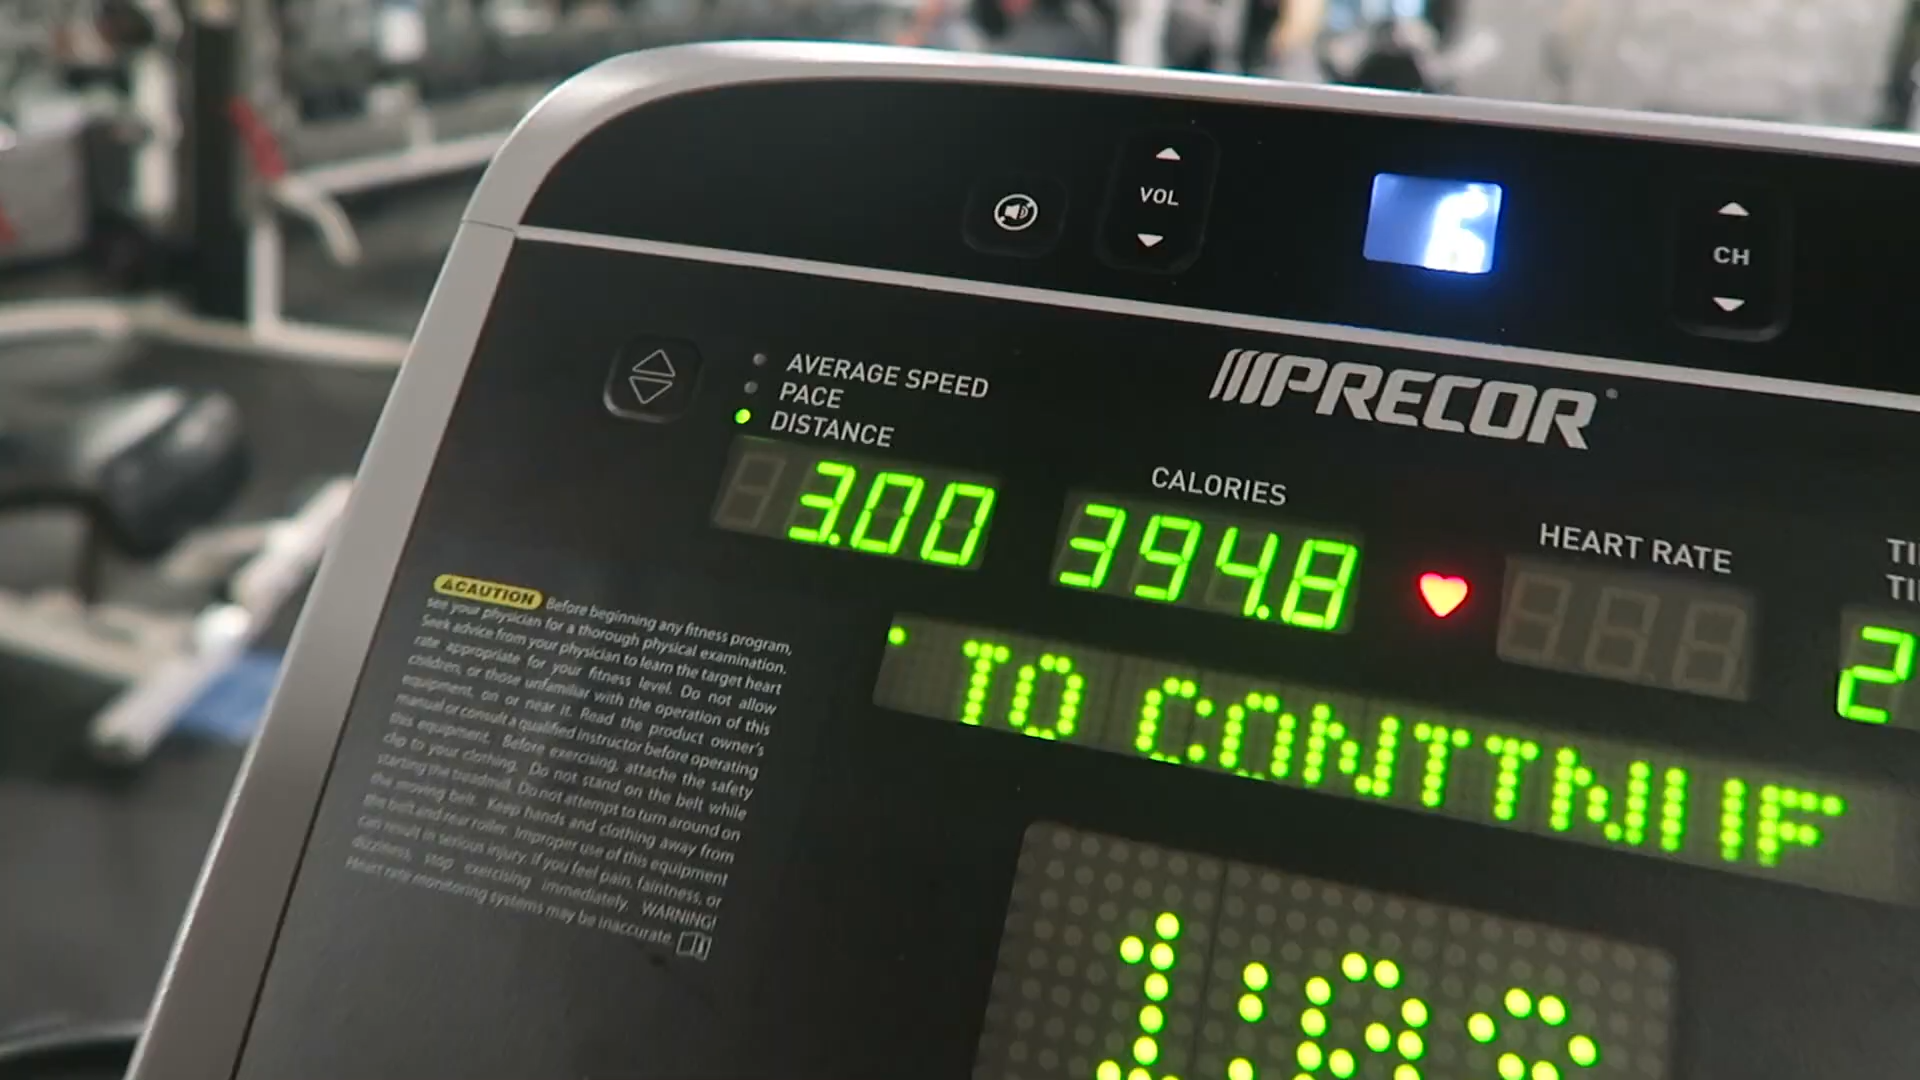 VOL
6
CH
AVERAGE SPEED
PACE
DISTANCE
PRECOR
3.00
CALORIES
394.8
HEART RATE
TI
TI
2
TO CONTINUE
CAUTION Before beginning any fitness program,
see your physician for a thorough physical examination.
Seek advice from your physician to learn the target heart
rate appropriate for your fitness level. Do not allow
children, or those unfamiliar with the operation of this
equipment, on or near it. Read the product owner's
manual or consult a qualified instructor before operating
this equipment. Before exercising, attache the safety
clip to your clothing. Do not stand on the belt while
starting the treadmill. Do not attempt to turn around on
the moving belt. Keep hands and clothing away from
the belt and rear roller. Improper use of this equipment
can result in serious injury. If you feel pain, faintness, or
dizziness, stop exercising immediately. WARNING!
Heart rate monitoring systems may be inaccurate.